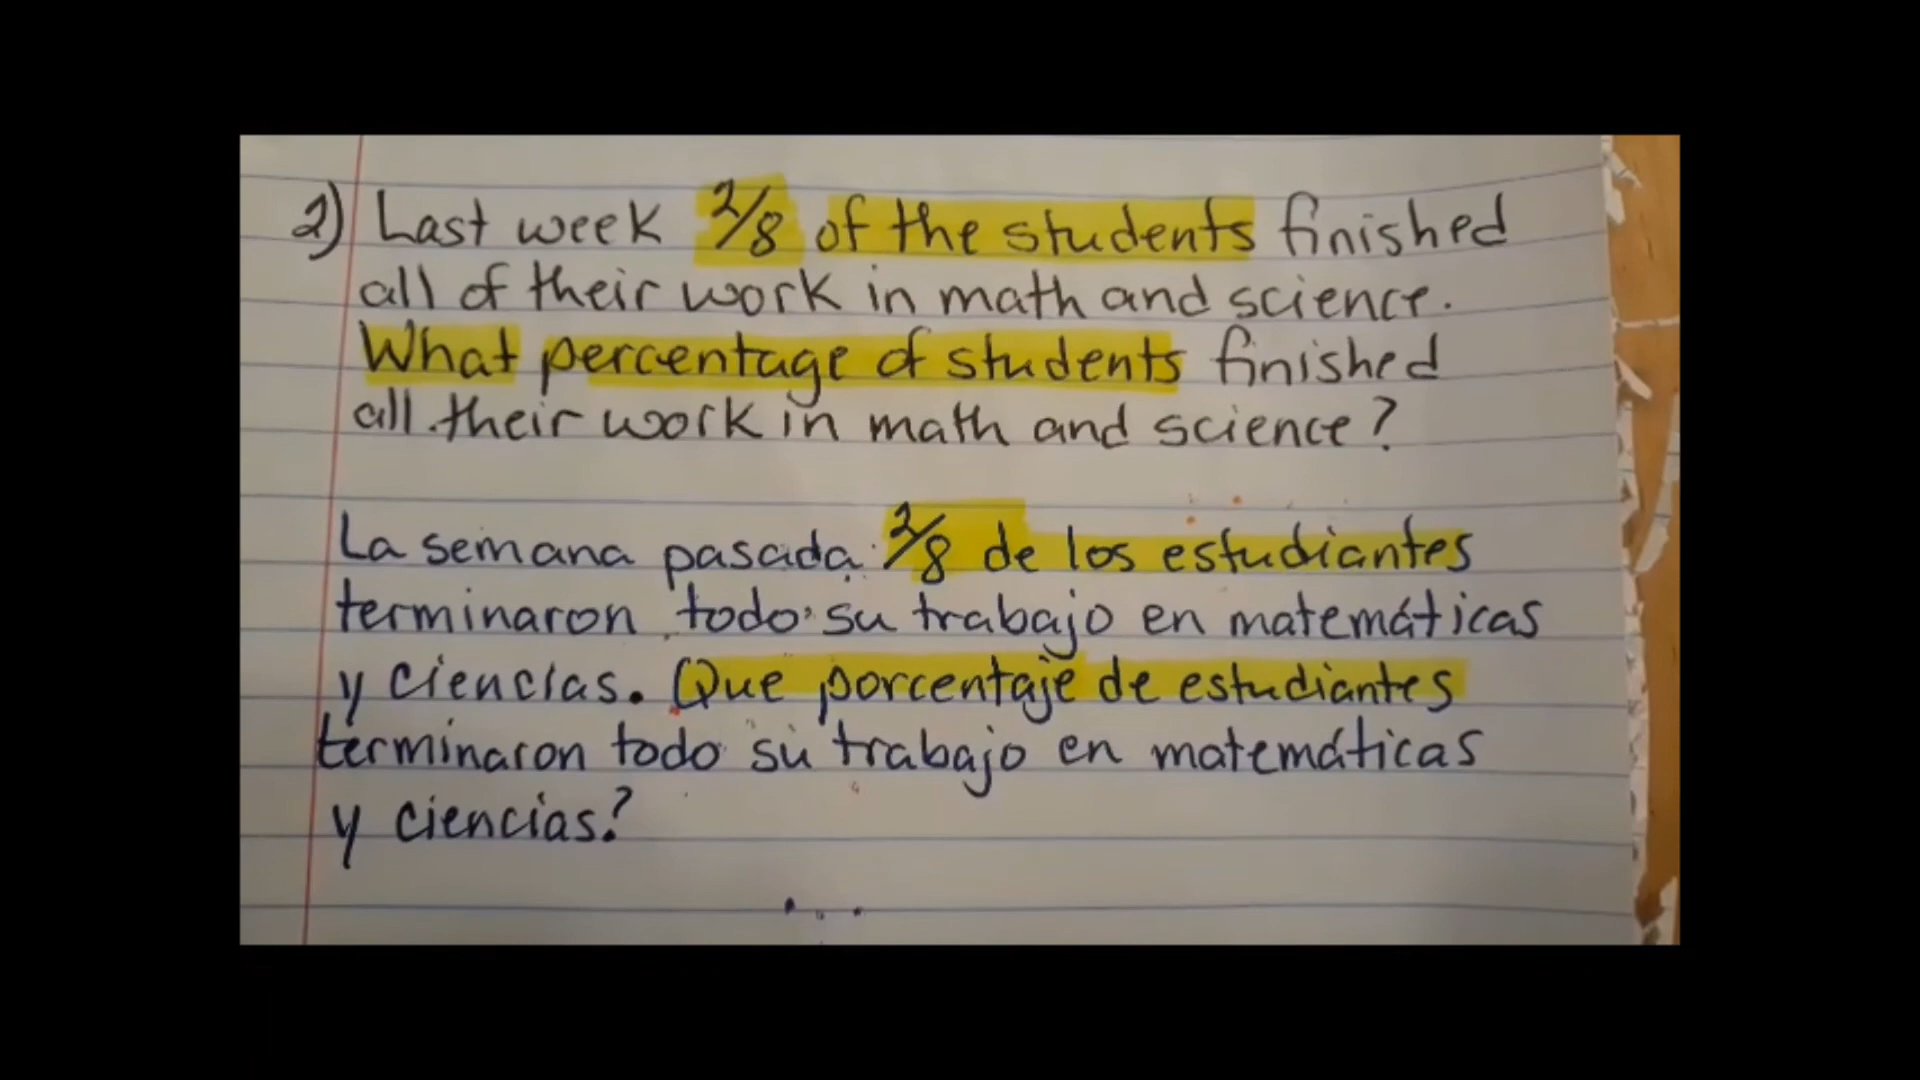 2) Last week 2/8 of the students finished
all of their work in math and science.
What percentage of students finished
all their work in math and science?
La semana pasada 2/8 de los estudiantes
terminaron todo su trabajo en matemáticas
y ciencias. Que porcentaje de estudiantes
terminaron todo su trabajo en matemáticas
y ciencias?